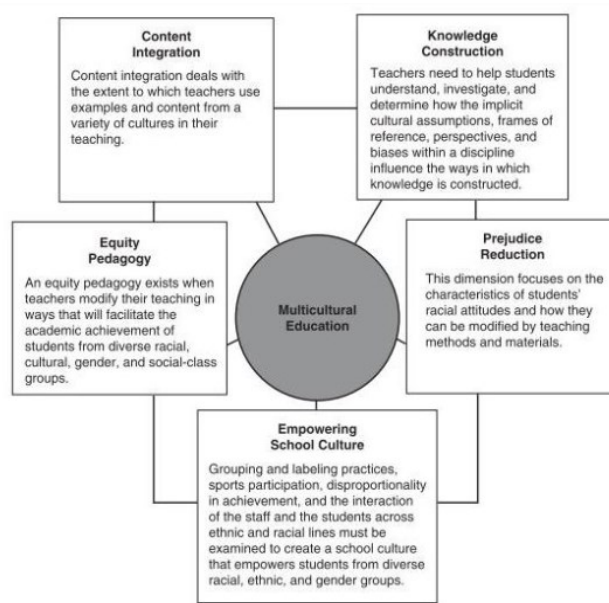 Content
Integration
Content integration deals with
the extent to which teachers use
examples and content from a
variety of cultures in their
teaching.
Knowledge
Construction
Teachers need to help students
understand, investigate, and
determine how the implicit
cultural assumptions, frames of
reference, perspectives, and
biases within a discipline
influence the ways in which
knowledge is constructed.
Equity
Pedagogy
An equity pedagogy exists when
teachers modify their teaching in
ways that will facilitate the
academic achievement of
students from diverse racial,
cultural, gender, and social-class
groups.
Multicultural
Education
Prejudice
Reduction
This dimension focuses on the
characteristics of students'
racial attitudes and how they
can be modified by teaching
methods and materials.
Empowering
School Culture
Grouping and labeling practices,
sports participation, disproportionality
in achievement, and the interaction
of the staff and the students across
ethnic and racial lines must be
examined to create a school culture
that empowers students from diverse
racial, ethnic, and gender groups.